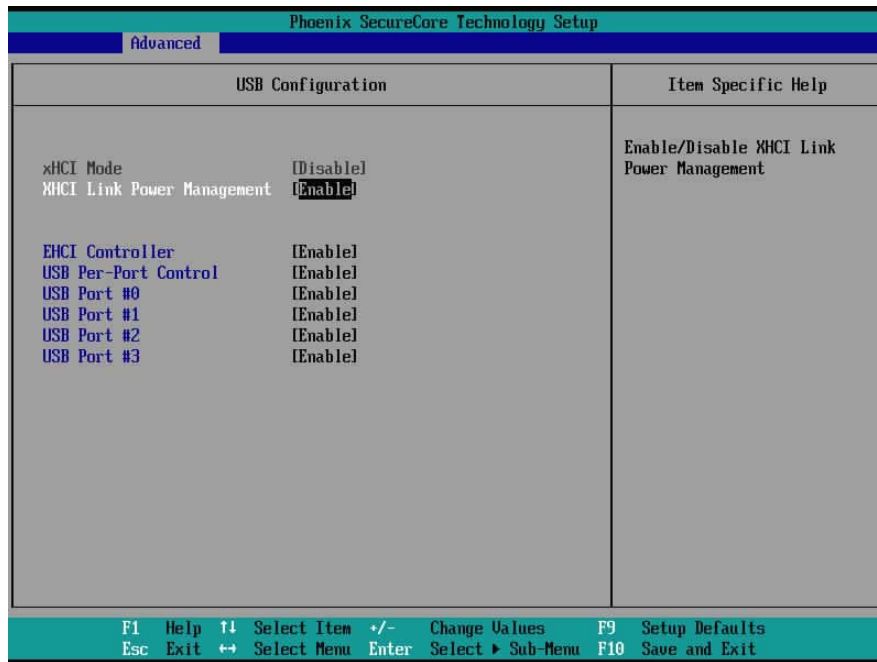 Phoenix SecureCore Technology Setup
Advanced
USB Configuration
Item Specific Help
xHCI Mode [Disable]
XHCI Link Power Management [Enable]
EHCI Controller [Enable]
USB Per-Port Control [Enable]
USB Port #0 [Enable]
USB Port #1 [Enable]
USB Port #2 [Enable]
USB Port #3 [Enable]
Enable/Disable XHCI Link
Power Management
F1 Help ↑↓ Select Item +/- Change Values F9 Setup Defaults
Esc Exit ↔ Select Menu Enter Select ▶ Sub-Menu F10 Save and Exit